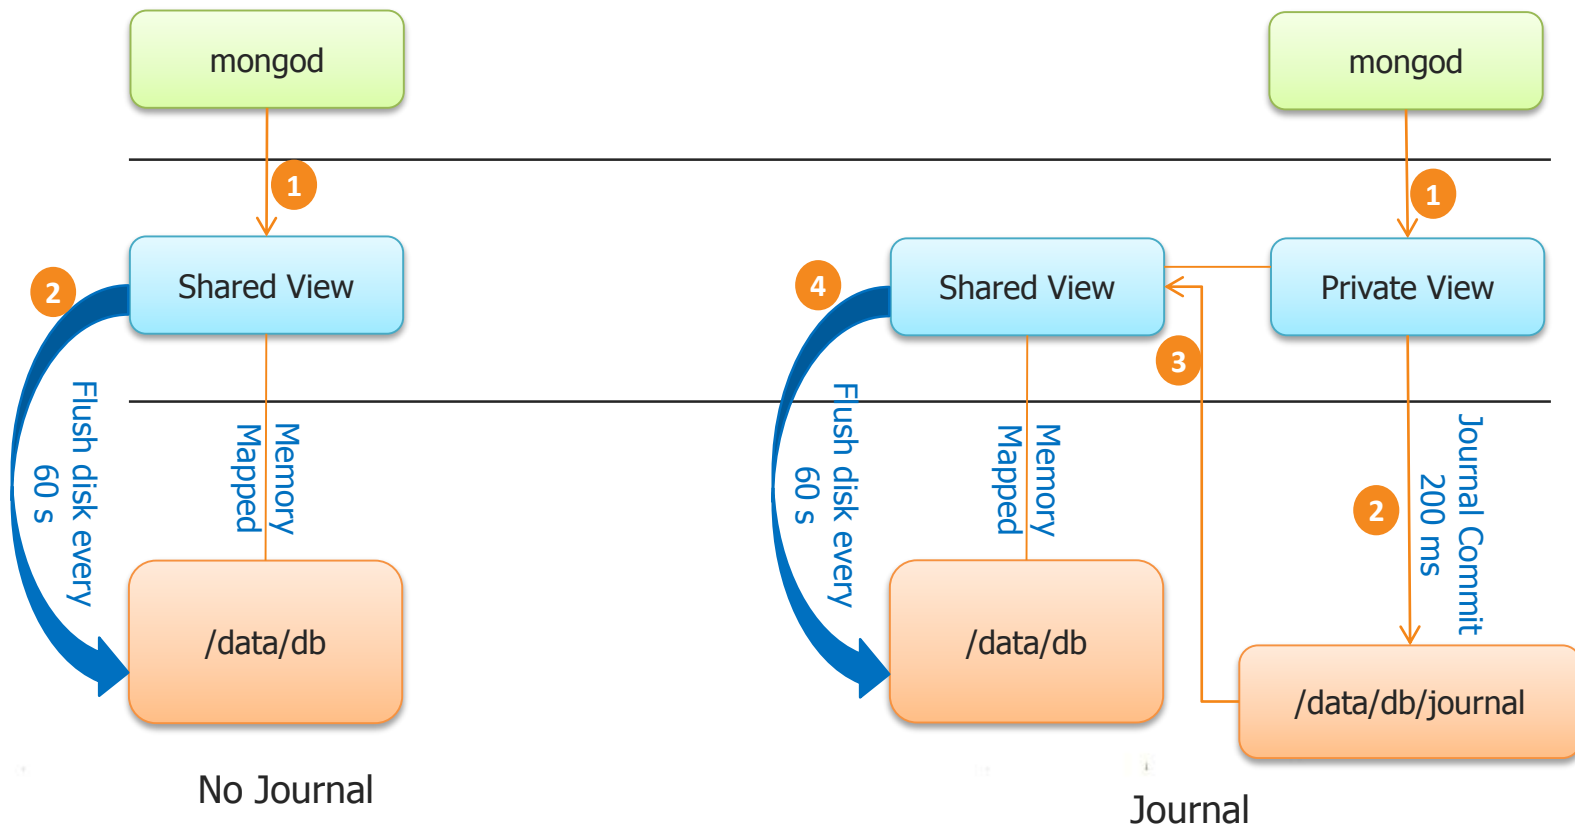 mongod
1
Shared View
2
Flush disk every
60 s
Memory
Mapped
/data/db
No Journal
mongod
1
Shared View
Private View
4
3
Flush disk every
60 s
Memory
Mapped
2
Journal Commit
200 ms
/data/db
/data/db/journal
Journal